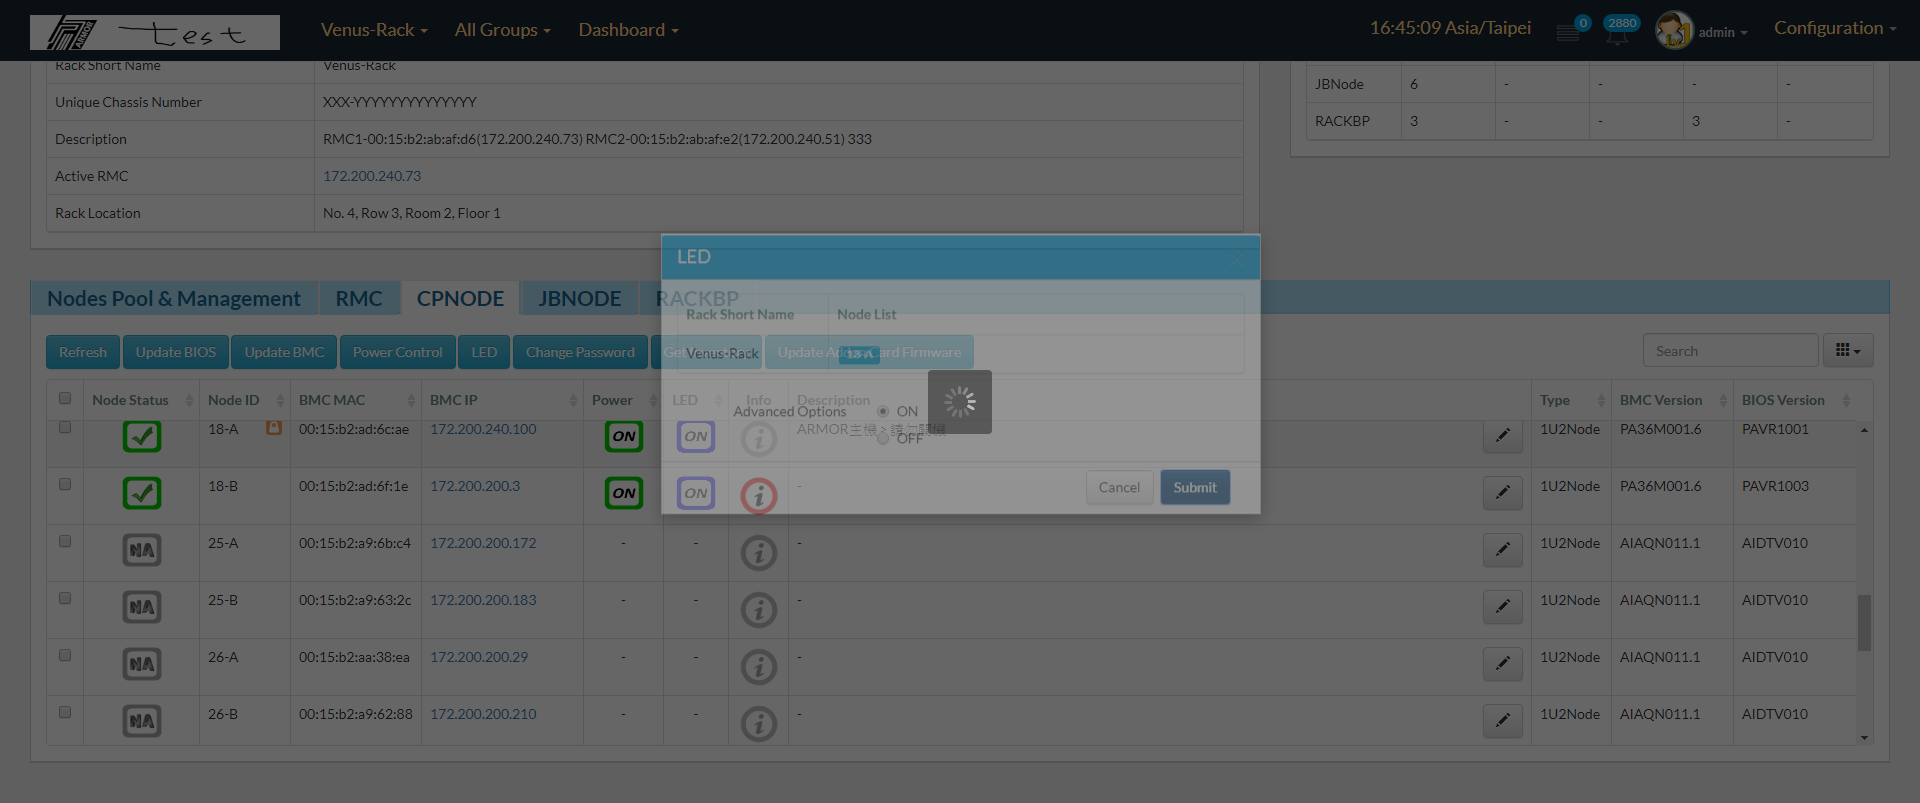 ARMOR test Venus-Rack All Groups Dashboard 16:45:09 Asia/Taipei 0 2880 admin Configuration
Rack Short Name Venus-Rack
Unique Chassis Number XXX-YYYYYYYYYYYYYY
Description RMC1-00:15:b2:ab:af:d6(172.200.240.73) RMC2-00:15:b2:ab:af:e2(172.200.240.51) 333
Active RMC 172.200.240.73
Rack Location No. 4, Row 3, Room 2, Floor 1
JBNode 6 - - - -
RACKBP 3 - - 3 -
LED
Rack Short Name Node List
Venus-Rack 18-A
Advanced Options ON
OFF
Cancel Submit
Nodes Pool & Management RMC CPNODE JBNODE RACKBP
Refresh Update BIOS Update BMC Power Control LED Change Password Get Update Card Firmware Search
Node Status Node ID BMC MAC BMC IP Power LED Info Description Type BMC Version BIOS Version
18-A 00:15:b2:ad:6c:ae 172.200.240.100 ON ON i ARMOR主機，請勿關機 1U2Node PA36M001.6 PAVR1001
18-B 00:15:b2:ad:6f:1e 172.200.200.3 ON ON i - 1U2Node PA36M001.6 PAVR1003
NA 25-A 00:15:b2:a9:6b:c4 172.200.200.172 - - i - 1U2Node AIAQN011.1 AIDTV010
NA 25-B 00:15:b2:a9:63:2c 172.200.200.183 - - i - 1U2Node AIAQN011.1 AIDTV010
NA 26-A 00:15:b2:aa:38:ea 172.200.200.29 - - i - 1U2Node AIAQN011.1 AIDTV010
NA 26-B 00:15:b2:a9:62:88 172.200.200.210 - - i - 1U2Node AIAQN011.1 AIDTV010